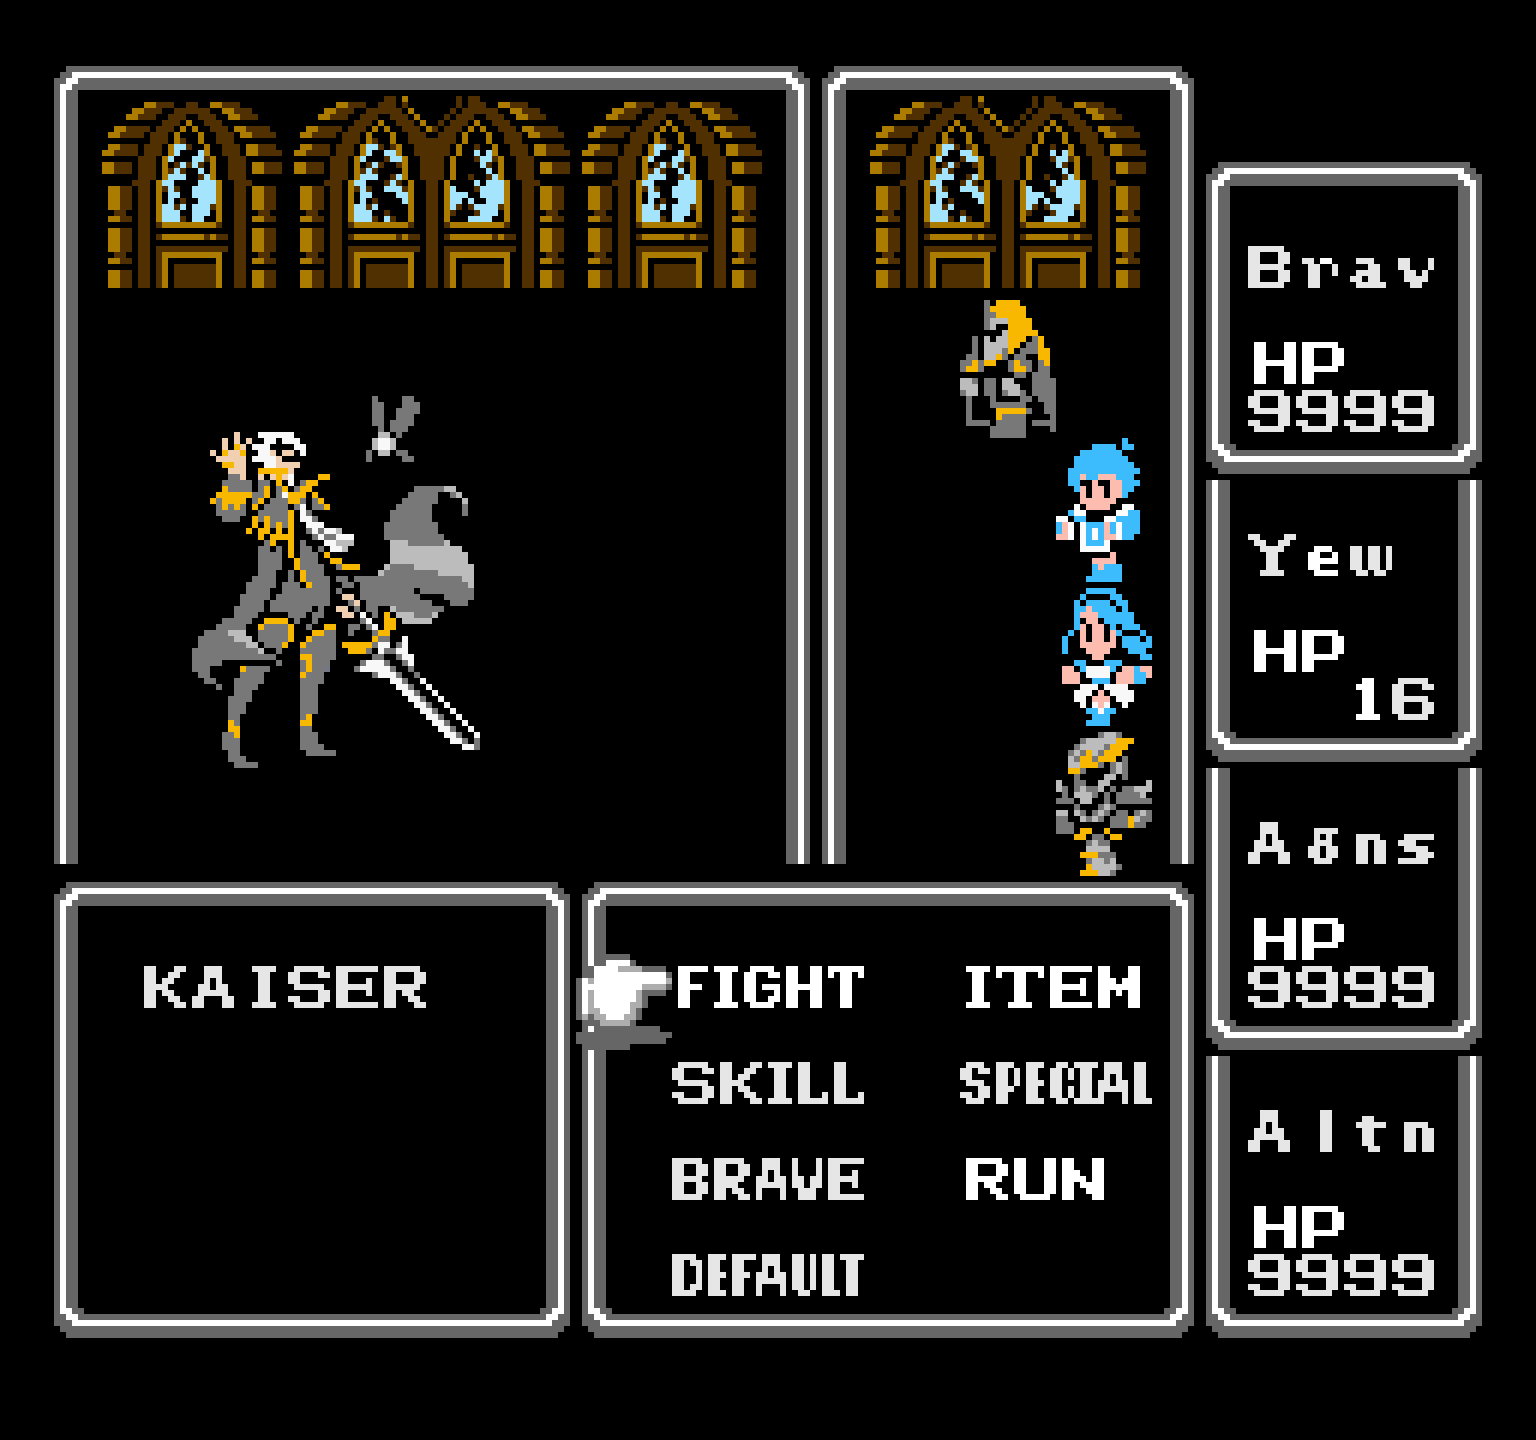 Brav
HP
9999
Yew
HP
16
A&ns
HP
9999
Altn
HP
9999
KAISER
FIGHT ITEM
SKILL SPECIAL
BRAVE RUN
DEFAULT